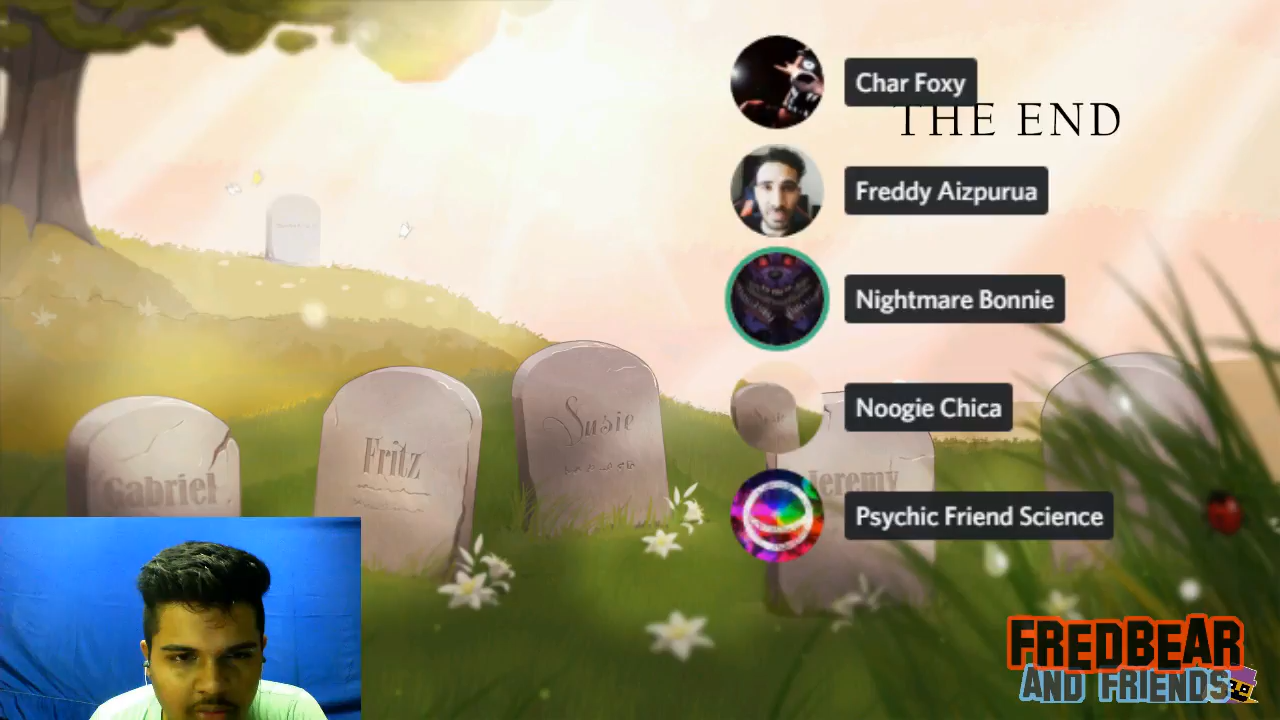 Char Foxy
THE END
Freddy Aizpurua
Nightmare Bonnie
Noogie Chica
Psychic Friend Science
Gabriel
Fritz
Susie
Jeremy
FREDBEAR
AND FRIENDS